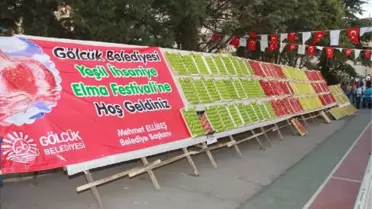 Gölcük Belediyesi
Yeşil İhsaniye
Elma Festivali'ne
Hoş Geldiniz
Mehmet ELLİBEŞ
Belediye Başkanı
GÖLCÜK
BELEDİYESİ